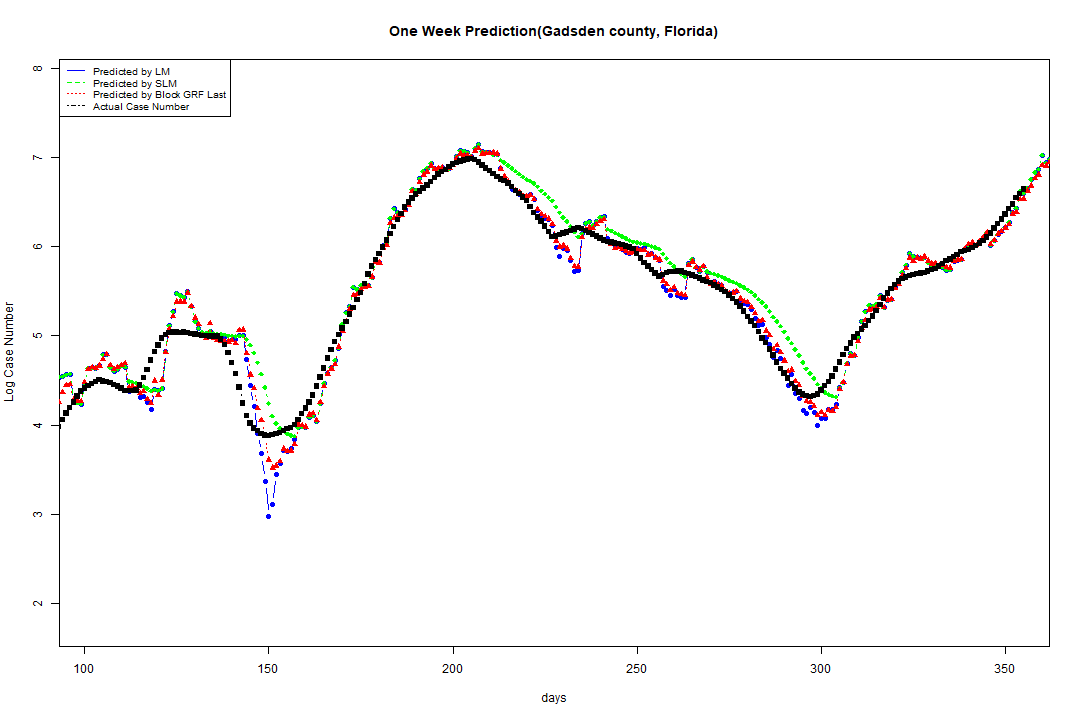 One Week Prediction(Gadsden county, Florida)
Predicted by LM
Predicted by SLM
Predicted by Block GRF Last
Actual Case Number
8
7
6
5
4
3
2
Log Case Number
100 150 200 250 300 350
days